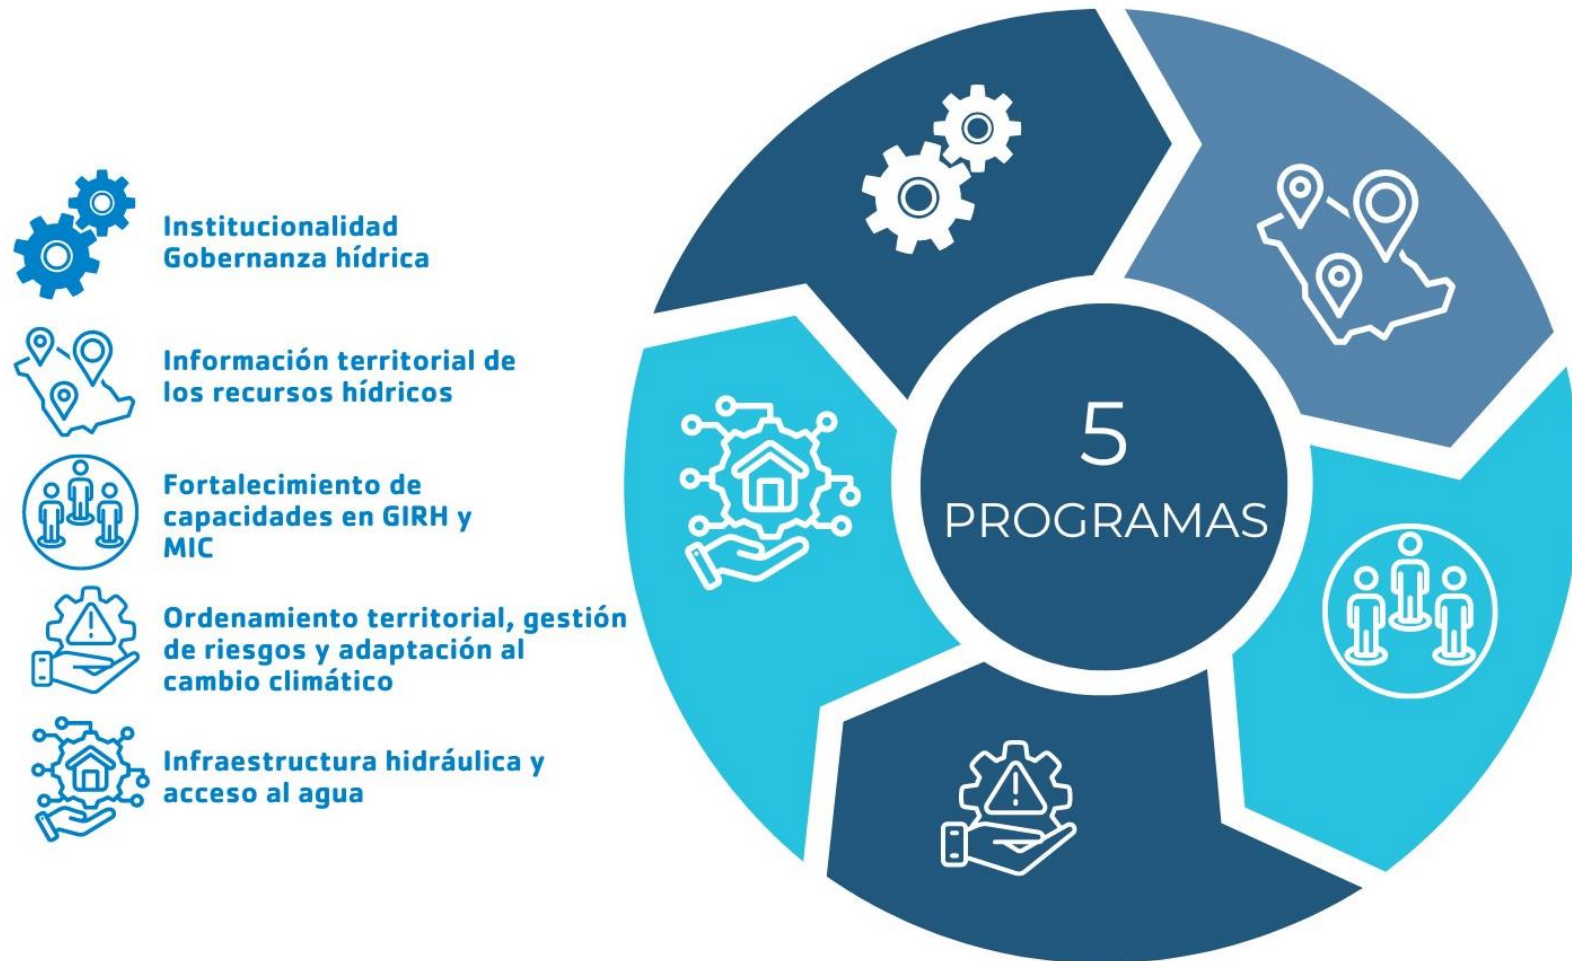 Institucionalidad
Gobernanza hídrica
Información territorial de
los recursos hídricos
Fortalecimiento de
capacidades en GIRH y
MIC
Ordenamiento territorial, gestión
de riesgos y adaptación al
cambio climático
Infraestructura hidráulica y
acceso al agua
5
PROGRAMAS